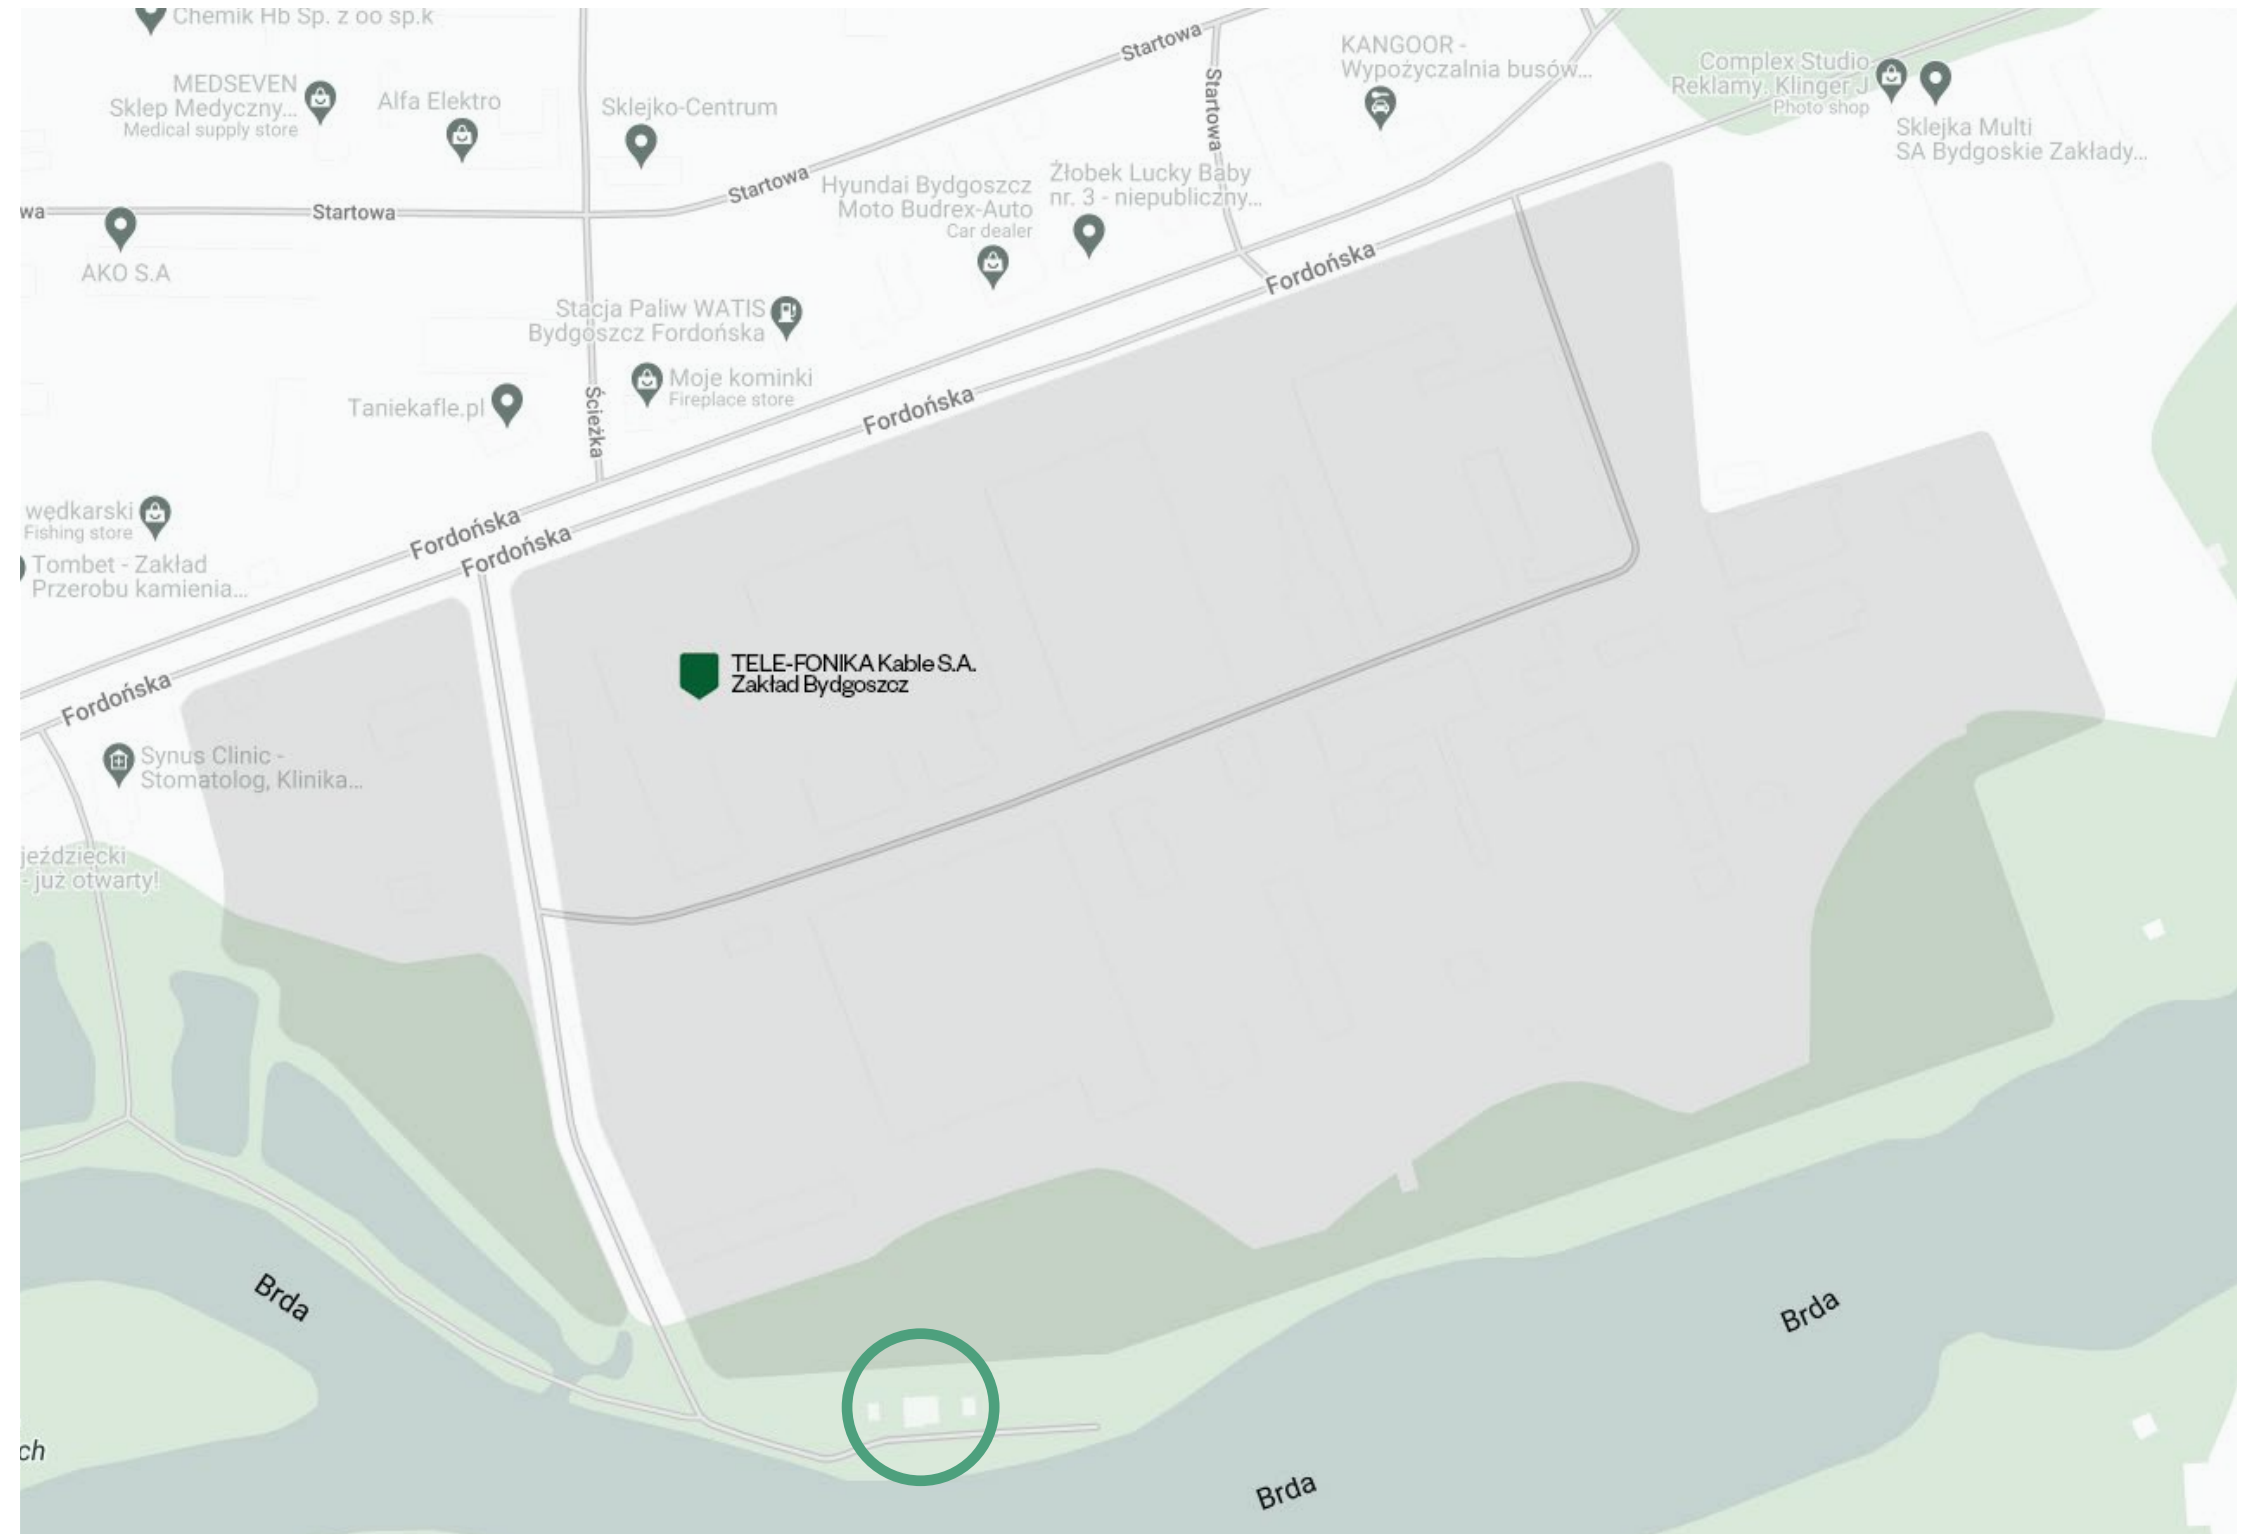 Chemik Hb Sp. z oo sp.k
MEDSEVEN
Sklep Medyczny...
Medical supply store
Alfa Elektro
Sklejko-Centrum
Startowa
Startowa
KANGOOR -
Wypożyczalnia busów...
Complex Studio
Reklamy. Klinger J
Photo shop
Sklejka Multi
SA Bydgoskie Zakłady...
wa
Startowa
Startowa
AKO S.A
Hyundai Bydgoszcz
Moto Budrex-Auto
Car dealer
Żłobek Lucky Baby
nr. 3 - niepubliczny...
Fordońska
Stacja Paliw WATIS
Bydgoszcz Fordońska
Moje kominki
Fireplace store
Taniekafle.pl
Ścieżka
Fordońska
wędkarski
Fishing store
Fordońska
Fordońska
Tombet - Zakład
Przerobu kamienia...
TELE-FONIKA Kable S.A.
Zakład Bydgoszcz
Fordońska
Synus Clinic -
Stomatolog, Klinika...
jeździecki
- już otwarty!
Brda
Brda
ch
Brda